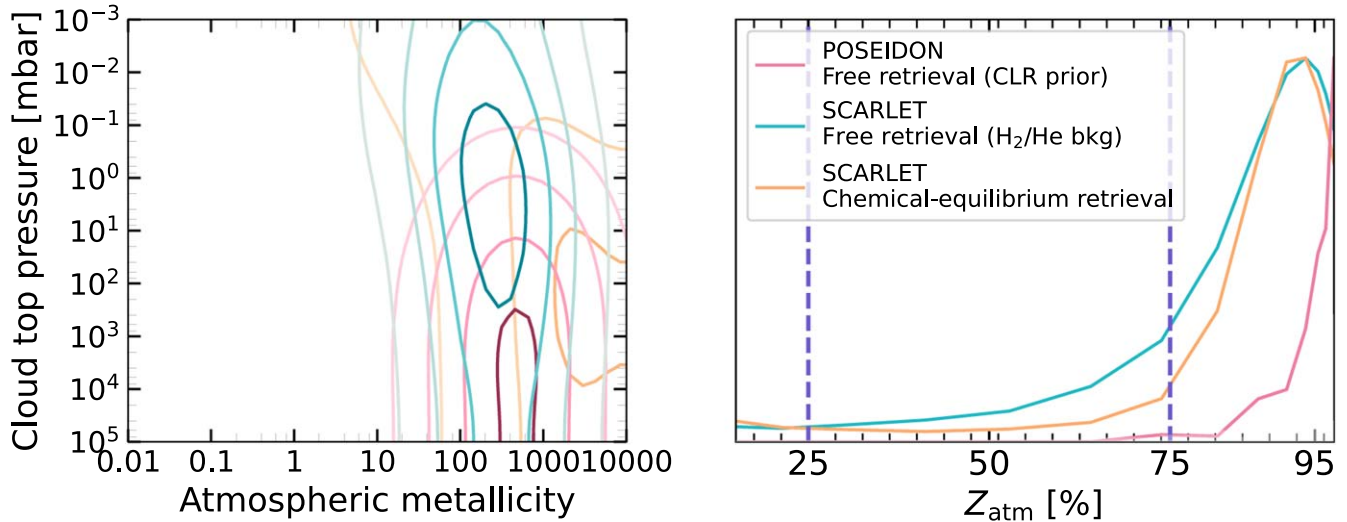 10⁻³
10⁻²
10⁻¹
10⁰
10¹
10²
10³
10⁴
10⁵
Cloud top pressure [mbar]
0.01 0.1 1 10 100 1000 10000
Atmospheric metallicity
POSEIDON
Free retrieval (CLR prior)
SCARLET
Free retrieval (H₂/He bkg)
SCARLET
Chemical-equilibrium retrieval
25 50 75 95
Z_atm [%]